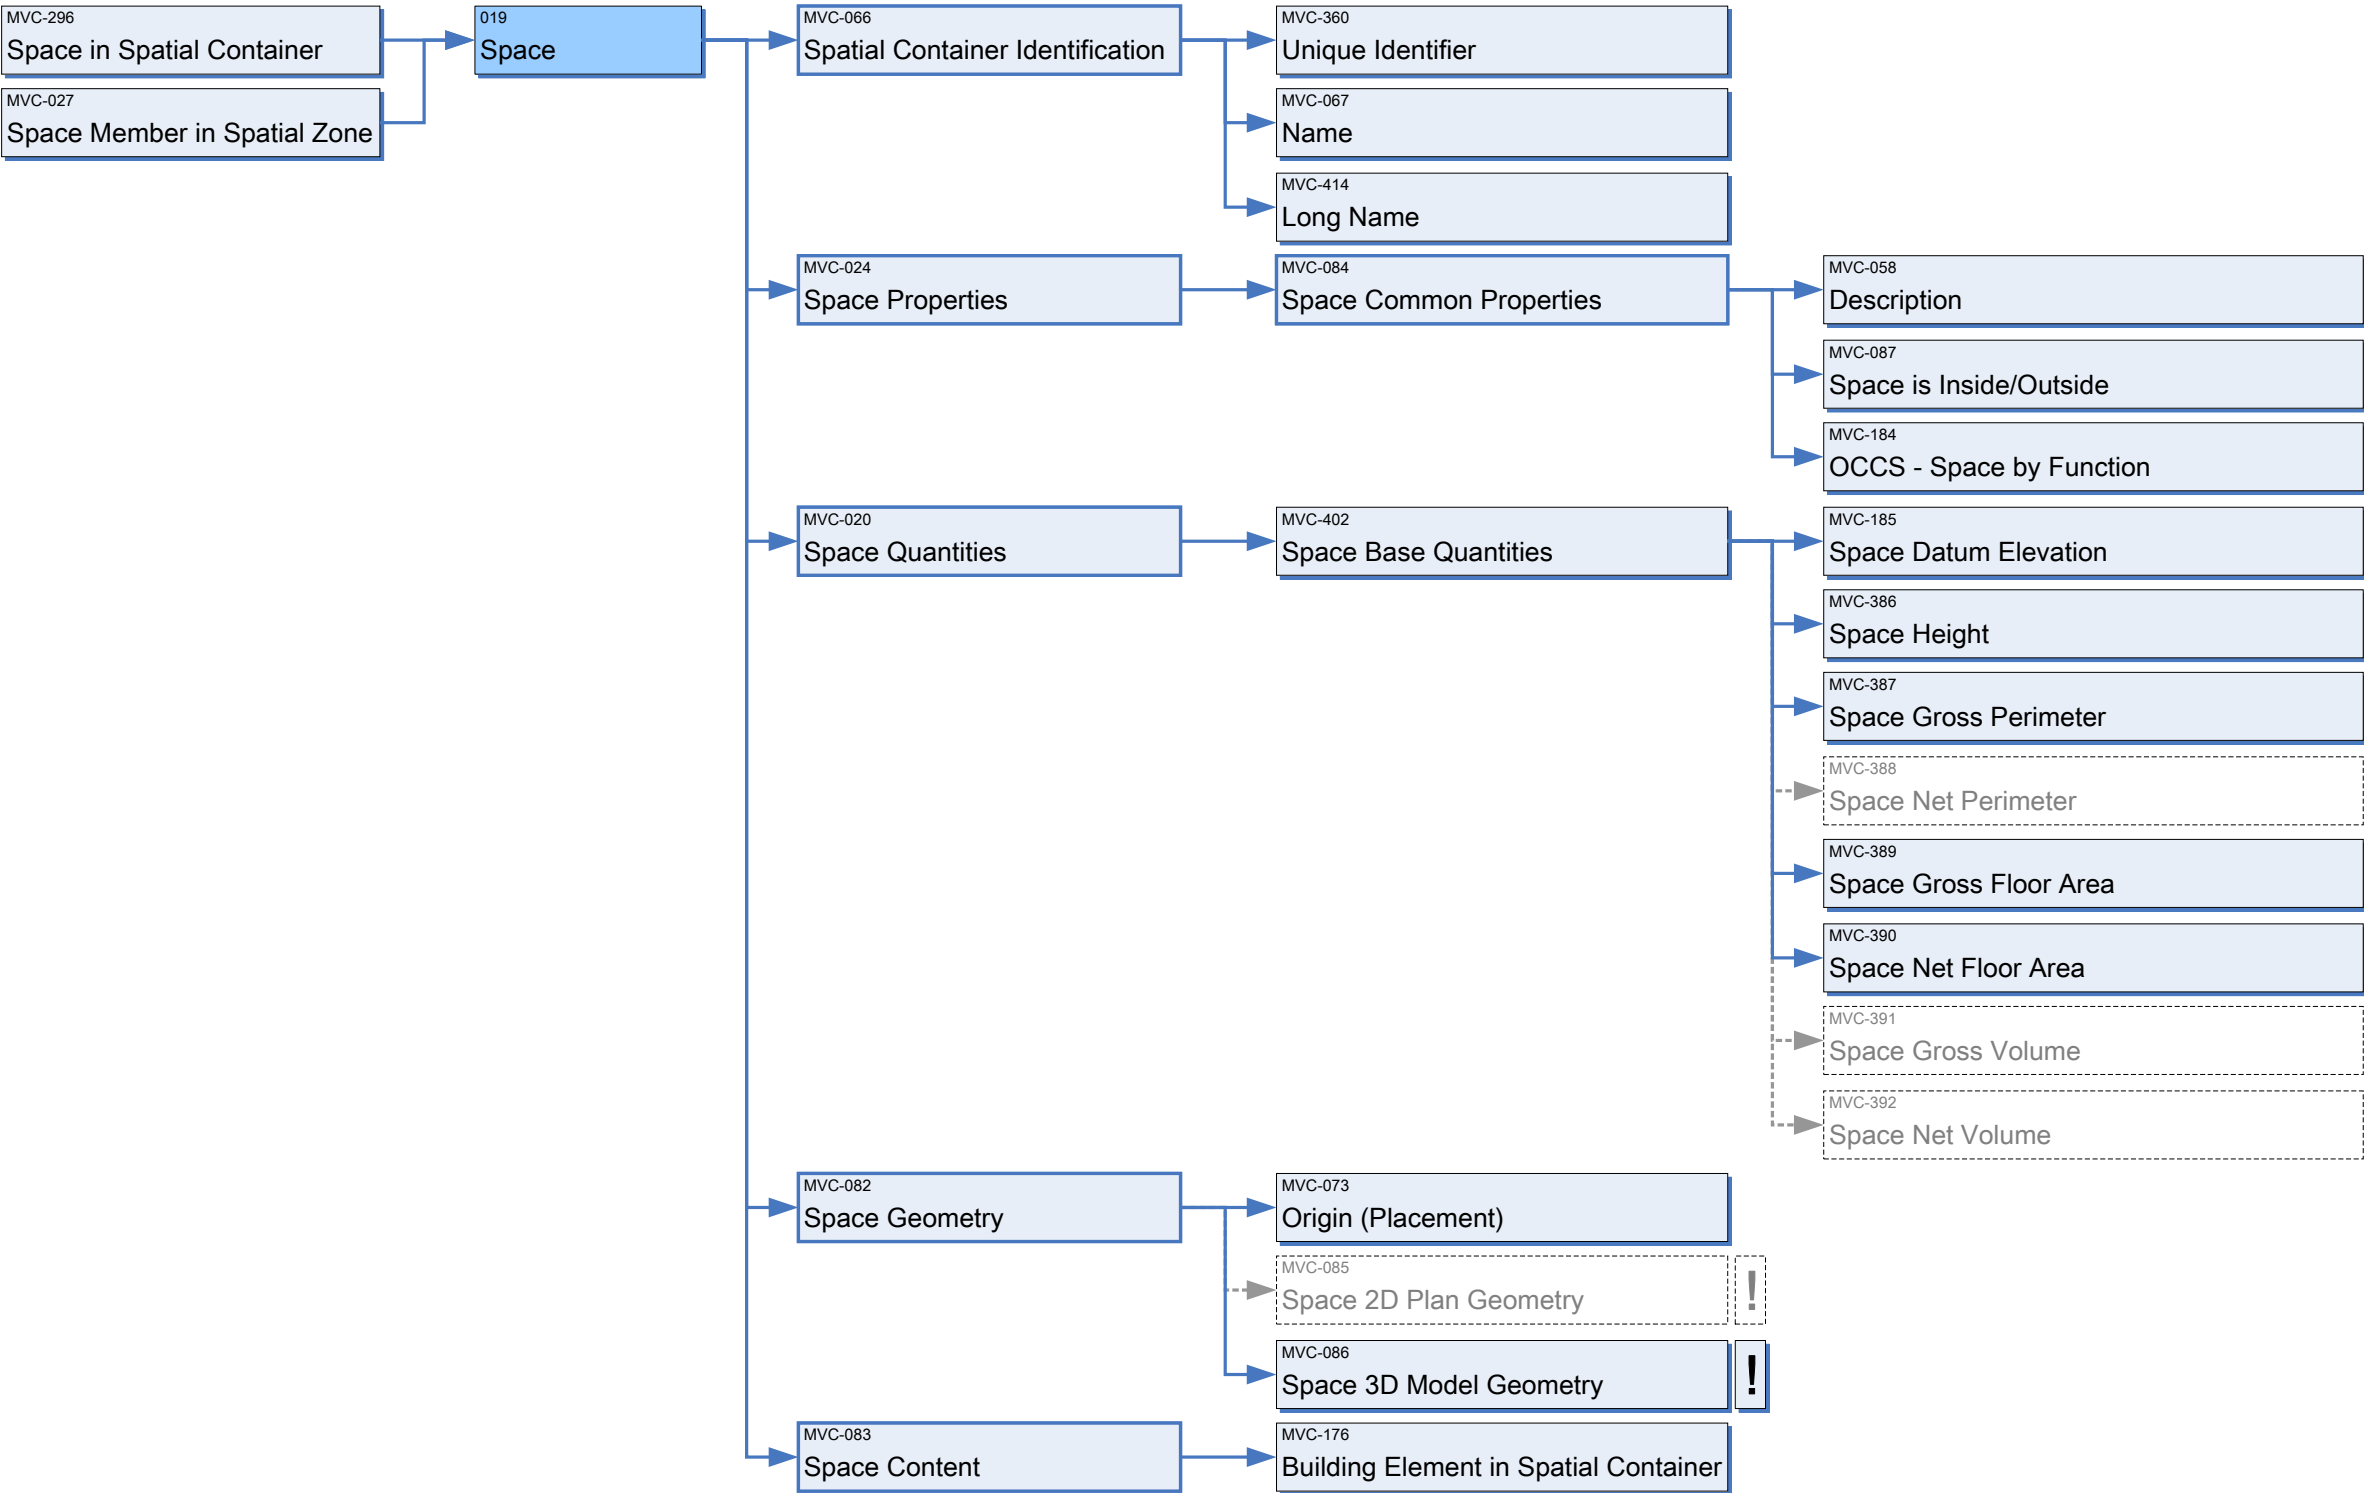 MVC-296
Space in Spatial Container
019
Space
MVC-066
Spatial Container Identification
MVC-360
Unique Identifier
MVC-027
Space Member in Spatial Zone
MVC-067
Name
MVC-414
Long Name
MVC-024
Space Properties
MVC-084
Space Common Properties
MVC-058
Description
MVC-087
Space is Inside/Outside
MVC-184
OCCS - Space by Function
MVC-020
Space Quantities
MVC-402
Space Base Quantities
MVC-185
Space Datum Elevation
MVC-386
Space Height
MVC-387
Space Gross Perimeter
MVC-388
Space Net Perimeter
MVC-389
Space Gross Floor Area
MVC-390
Space Net Floor Area
MVC-391
Space Gross Volume
MVC-392
Space Net Volume
MVC-082
Space Geometry
MVC-073
Origin (Placement)
MVC-085
Space 2D Plan Geometry
!
MVC-086
Space 3D Model Geometry
!
MVC-083
Space Content
MVC-176
Building Element in Spatial Container